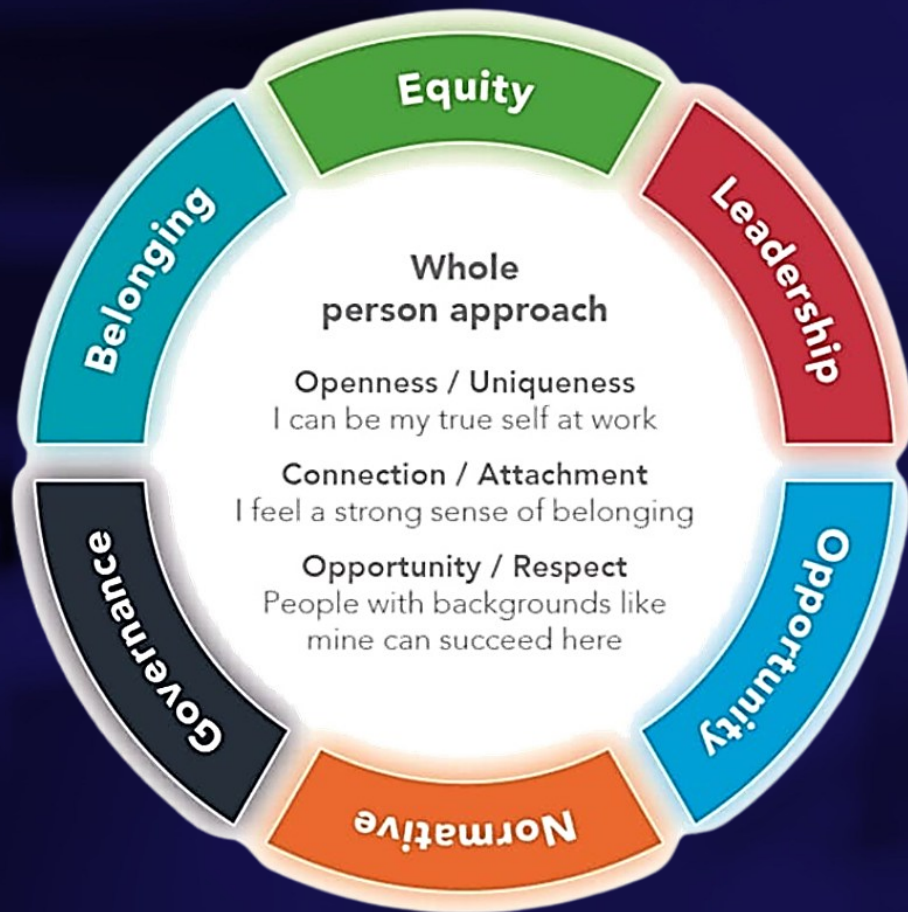 Equity
Leadership
Opportunity
Normative
Governance
Belonging
Whole
person approach
Openness / Uniqueness
I can be my true self at work
Connection / Attachment
I feel a strong sense of belonging
Opportunity / Respect
People with backgrounds like
mine can succeed here